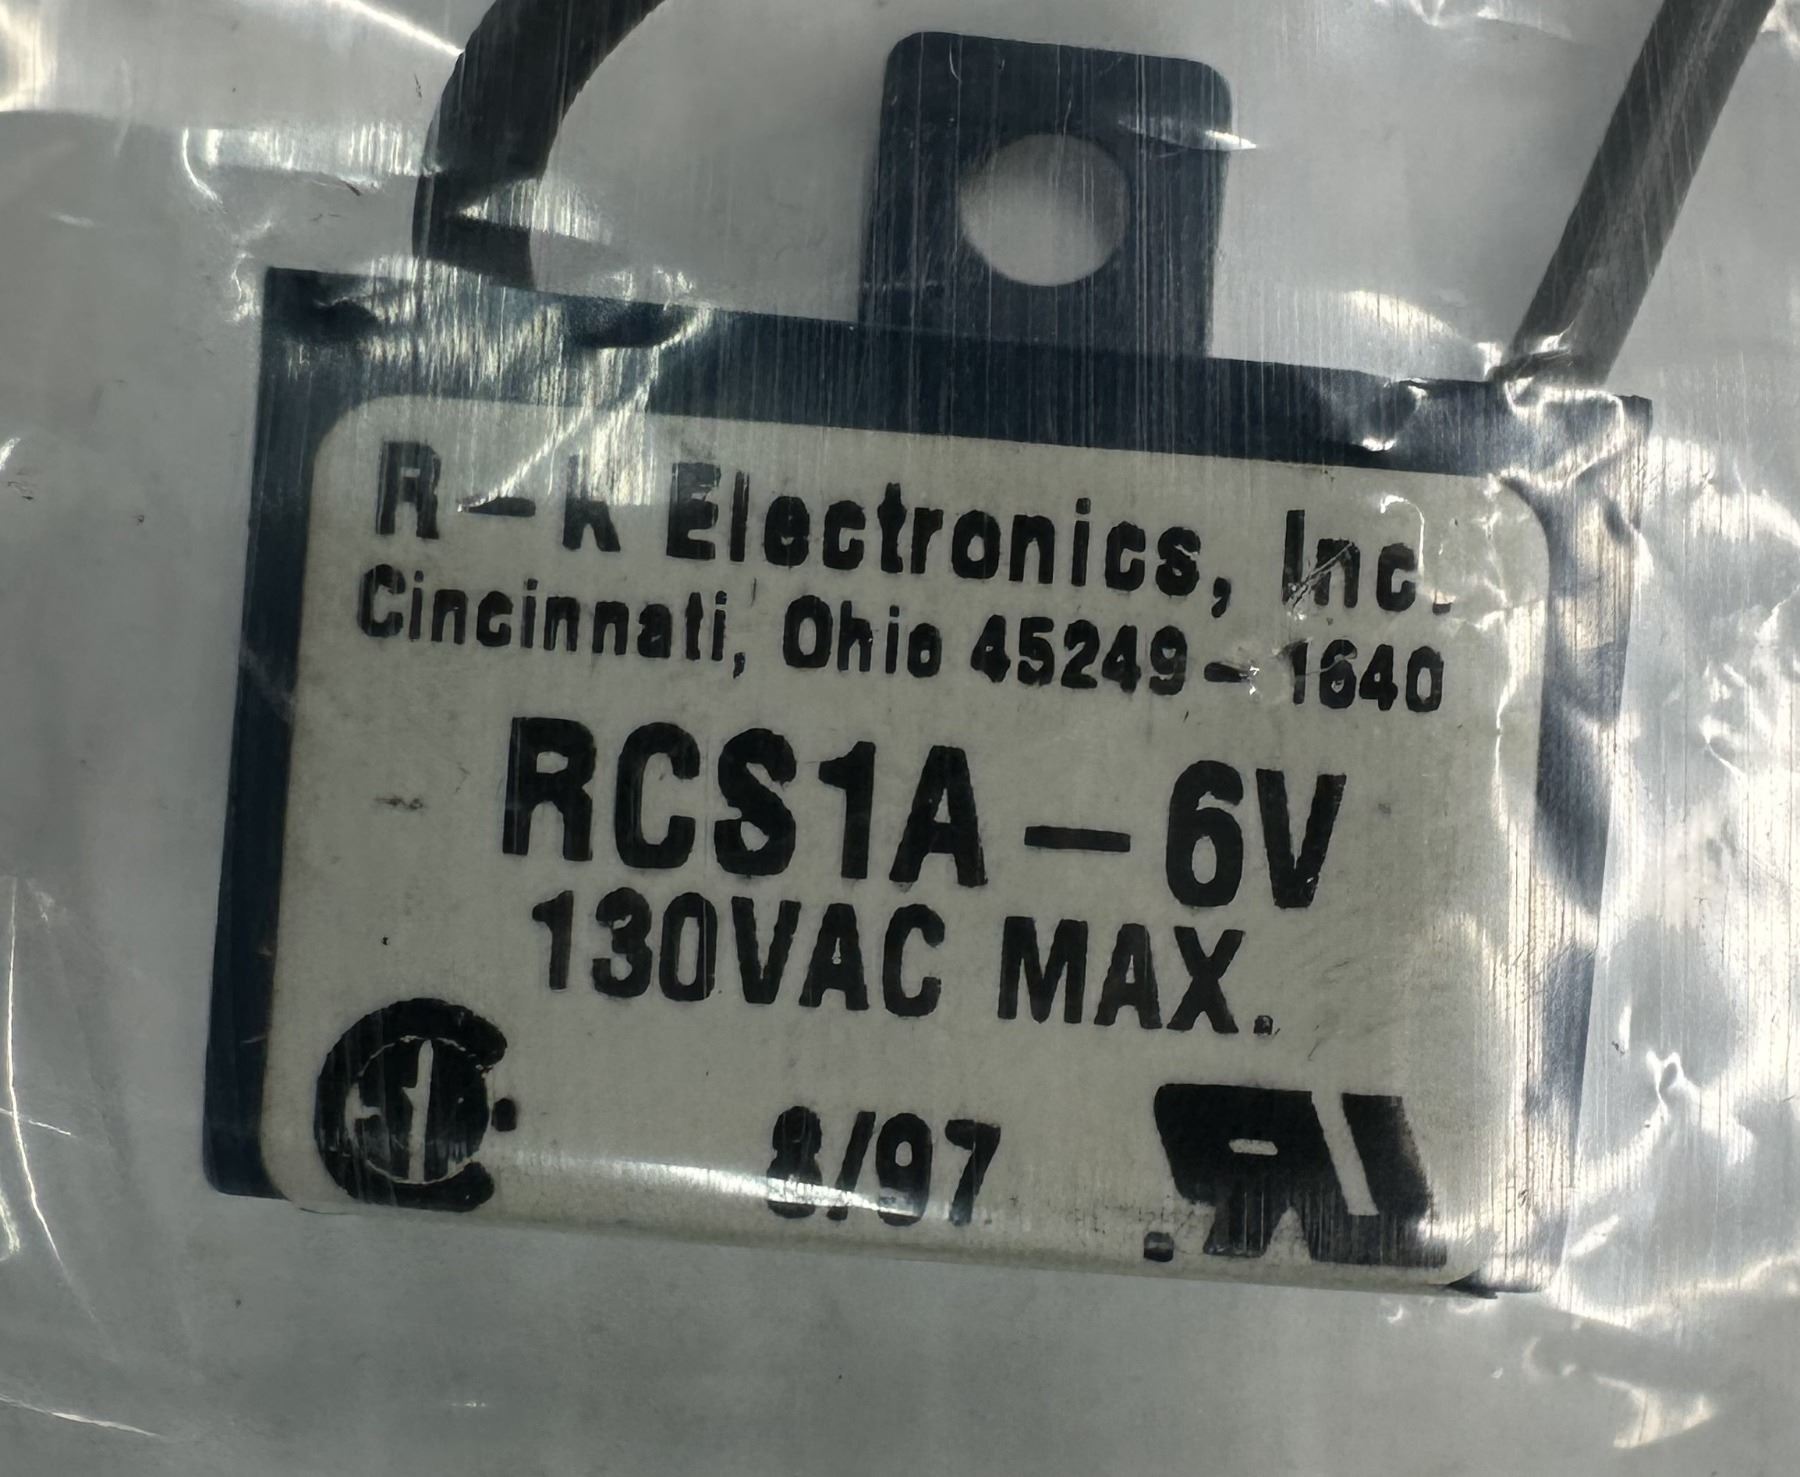 R-K Electronics, Inc.
Cincinnati, Ohio 45249-1640
RCS1A-6V
130VAC MAX.
8/97